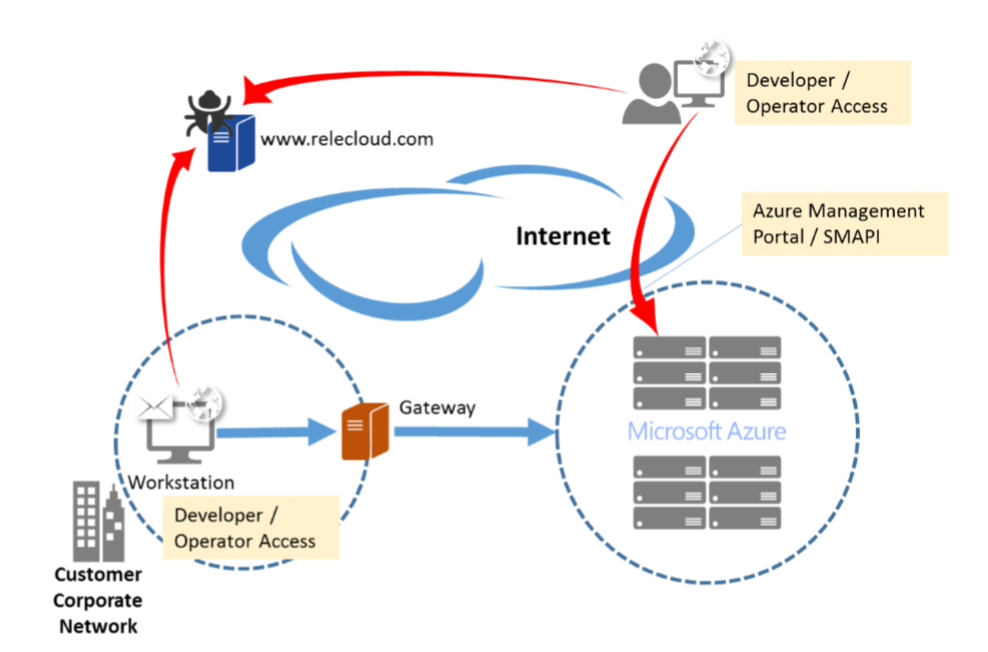 Developer /
Operator Access
www.relecloud.com
Azure Management
Portal / SMAPI
Internet
Gateway
Microsoft Azure
Workstation
Developer /
Operator Access
Customer
Corporate
Network